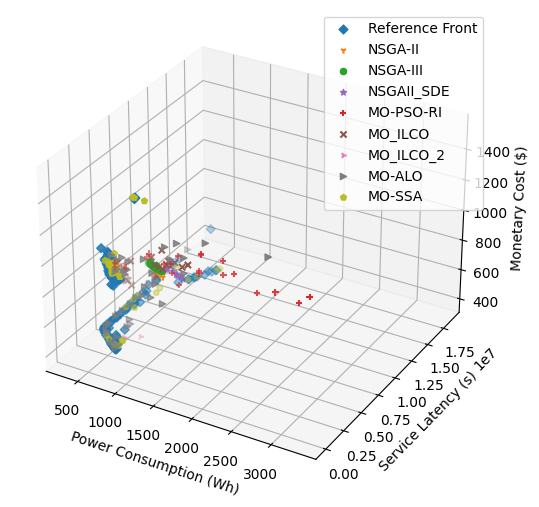 Reference Front
NSGA-II
NSGA-III
NSGAII_SDE
MO-PSO-RI
MO_ILCO
MO_ILCO_2
MO-ALO
MO-SSA
1400
1200
1000
800
600
400
Monetary Cost ($)
1.75
1.50
1.25
1.00
0.75
0.50
0.25
0.00
Service Latency (s) 1e7
500
1000
1500
2000
2500
3000
Power Consumption (Wh)